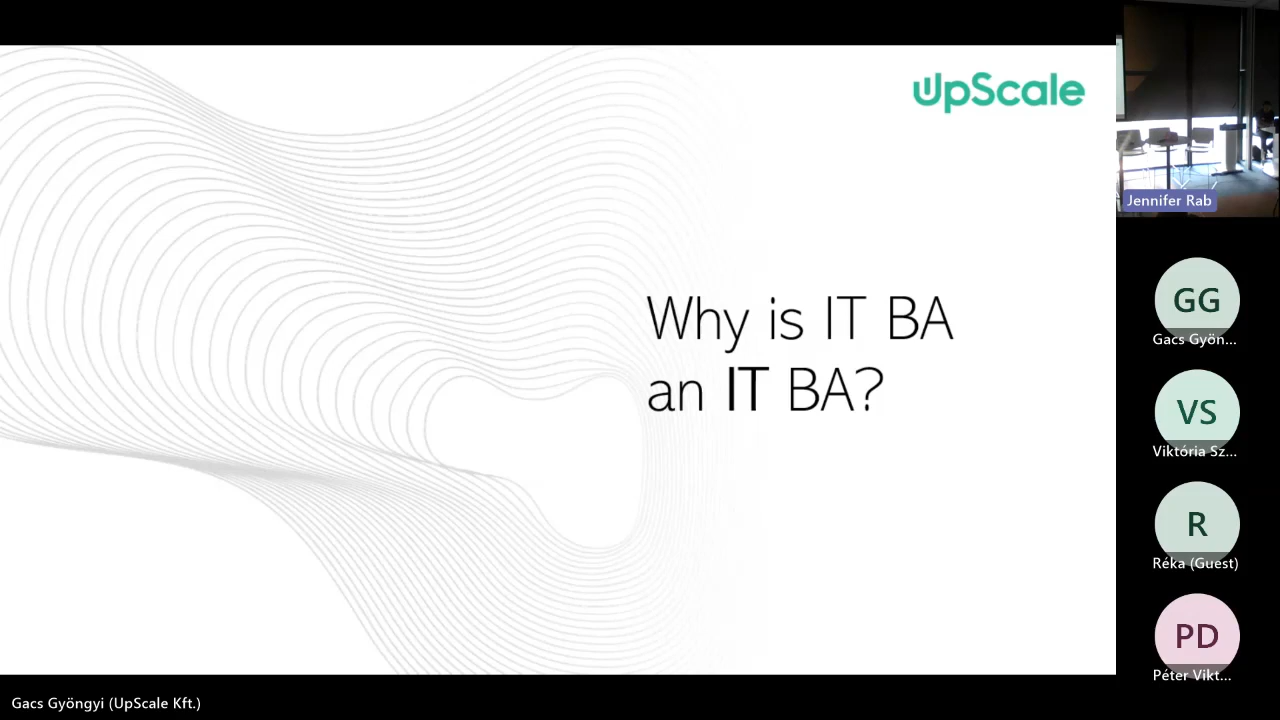 UpScale
Why is IT BA
an IT BA?
Jennifer Rab
GG
Gacs Gyön...
VS
Viktória Sz...
R
Réka (Guest)
PD
Péter Vikt...
Gacs Gyöngyi (UpScale Kft.)